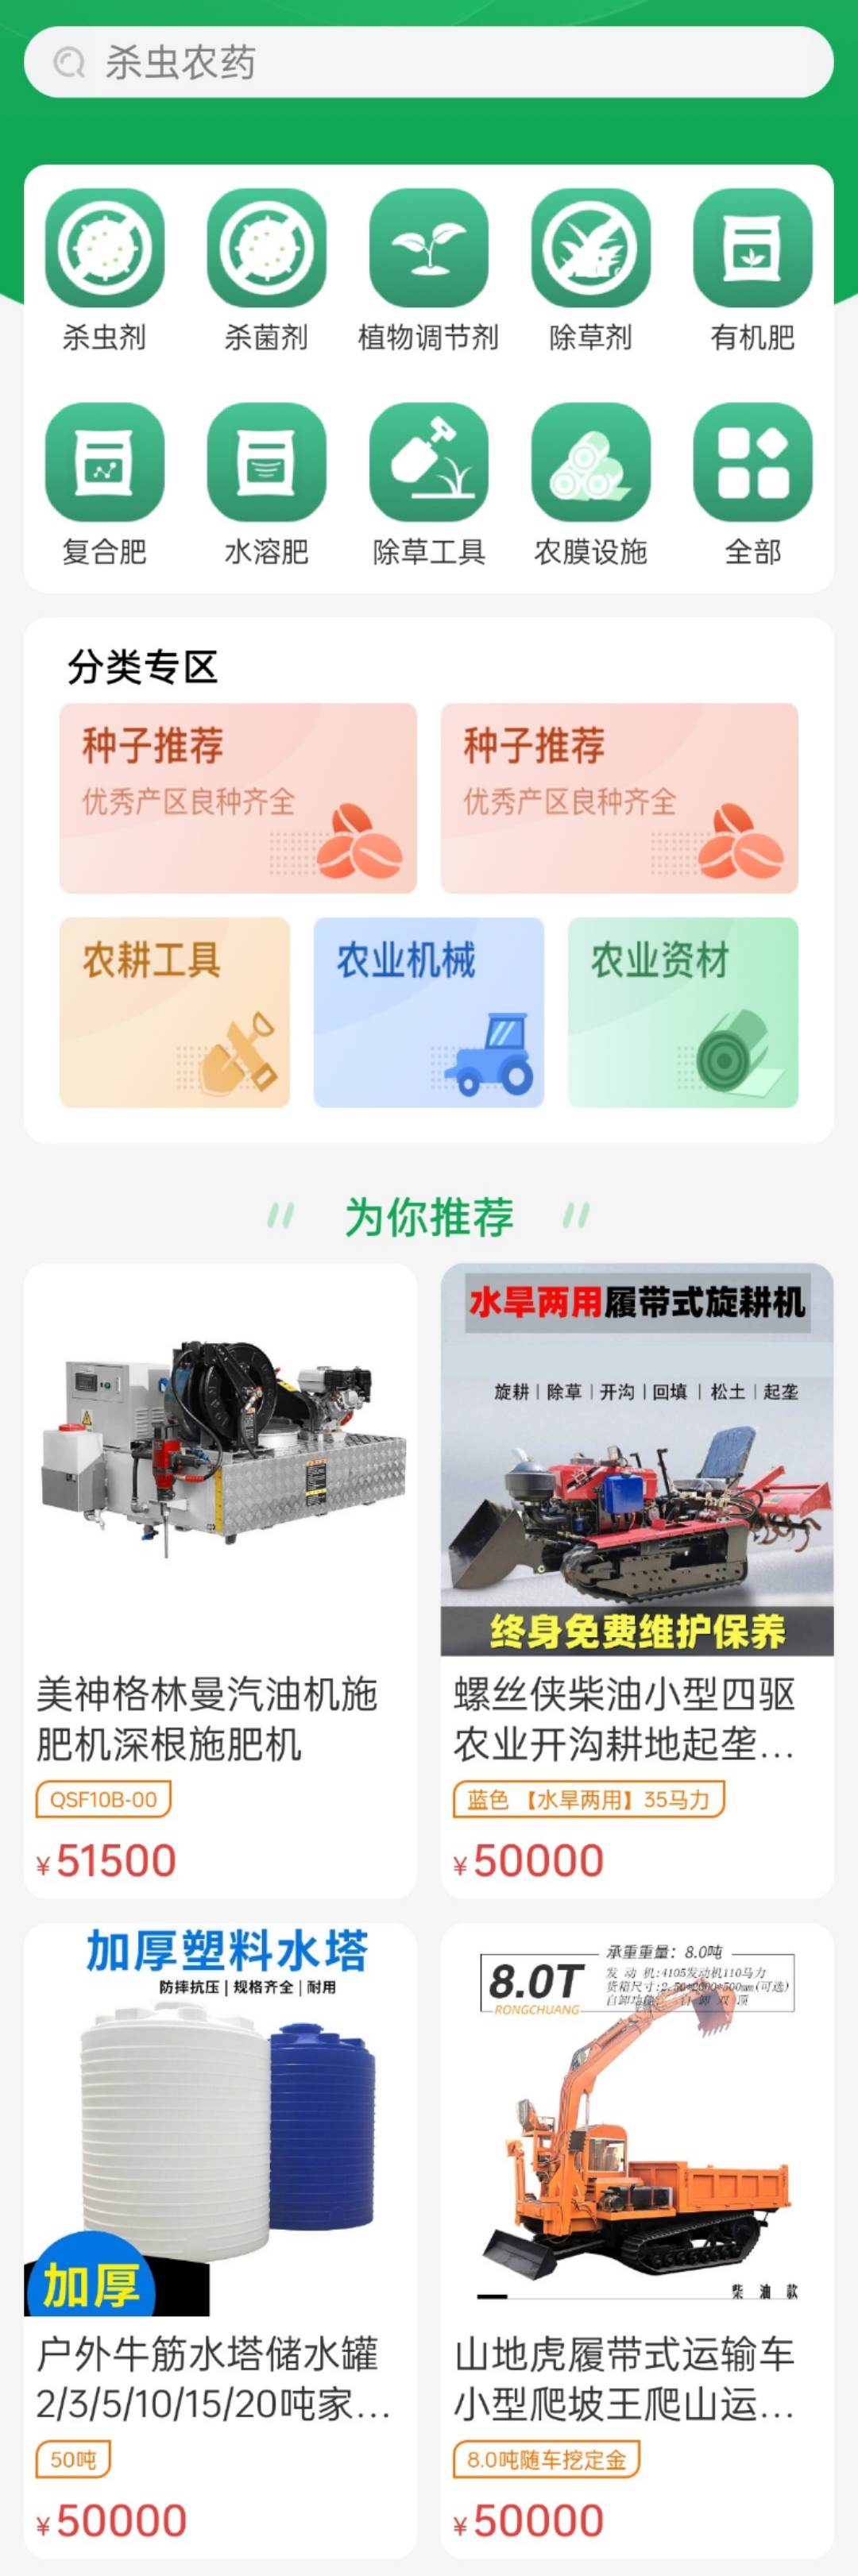 杀虫农药
杀虫剂
杀菌剂
植物调节剂
除草剂
有机肥
复合肥
水溶肥
除草工具
农膜设施
全部
分类专区
种子推荐
优秀产区良种齐全
种子推荐
优秀产区良种齐全
农耕工具
农业机械
农业资材
为你推荐
美神格林曼汽油机施
肥机深根施肥机
QSF10B-00
¥51500
水旱两用履带式旋耕机
旋耕|除草|开沟|回填|松土|起垄
终身免费维护保养
螺丝侠柴油小型四驱
农业开沟耕地起垄...
蓝色 【水旱两用】35马力
¥50000
加厚塑料水塔
防摔抗压|规格齐全|耐用
加厚
户外牛筋水塔储水罐
2/3/5/10/15/20吨家...
50吨
¥50000
承重重量：8.0吨
8.0T
RONGCHUANG
发动机:4105发动机110马力
货箱尺寸:
500mm(可选)
柴油款
山地虎履带式运输车
小型爬坡王爬山运...
8.0吨随车挖定金
¥50000